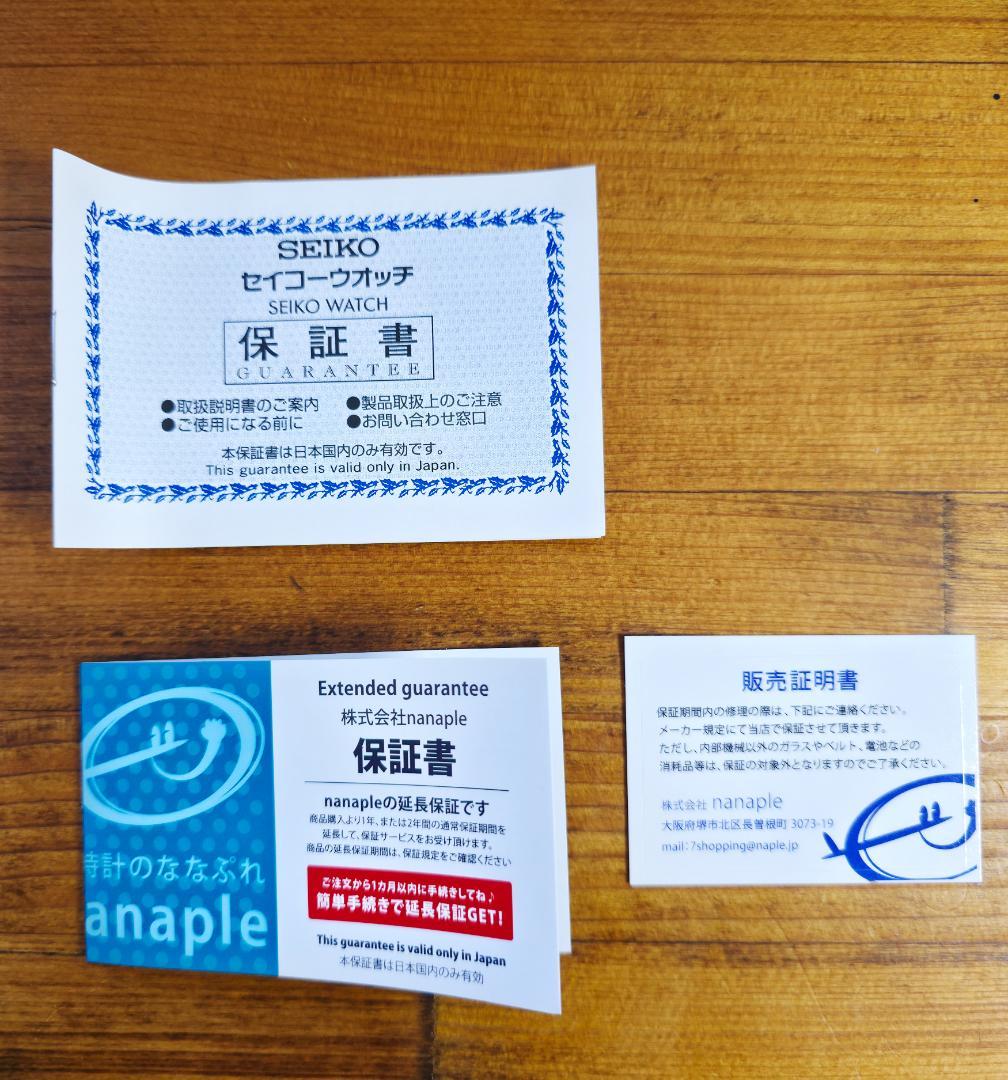 SEIKO
セイコーウオッチ
SEIKO WATCH
保証書
GUARANTEE
●取扱説明書のご案内 ●製品取扱上のご注意
●ご使用になる前に ●お問い合わせ窓口
本保証書は日本国内のみ有効です。
This guarantee is valid only in Japan.
時計のななぷれ
anaple
Extended guarantee
株式会社nanaple
保証書
nanapleの延長保証です
商品購入より1年、または2年間の通常保証期間を
延長して、保証サービスをお受け頂けます。
商品の延長保証期間は、保証規定をご確認ください
ご注文から1カ月以内に手続きしてね♪
簡単手続きで延長保証GET!
This guarantee is valid only in Japan
本保証書は日本国内のみ有効
販売証明書
保証期間内の修理の際は、下記にご連絡ください。
メーカー規定にて当店で保証させて頂きます。
ただし、内部機械以外のガラスやベルト、電池などの
消耗品等は、保証の対象外となりますのでご了承ください。
株式会社 nanaple
大阪府堺市北区長曽根町 3073-19
mail:7shopping@naple.jp